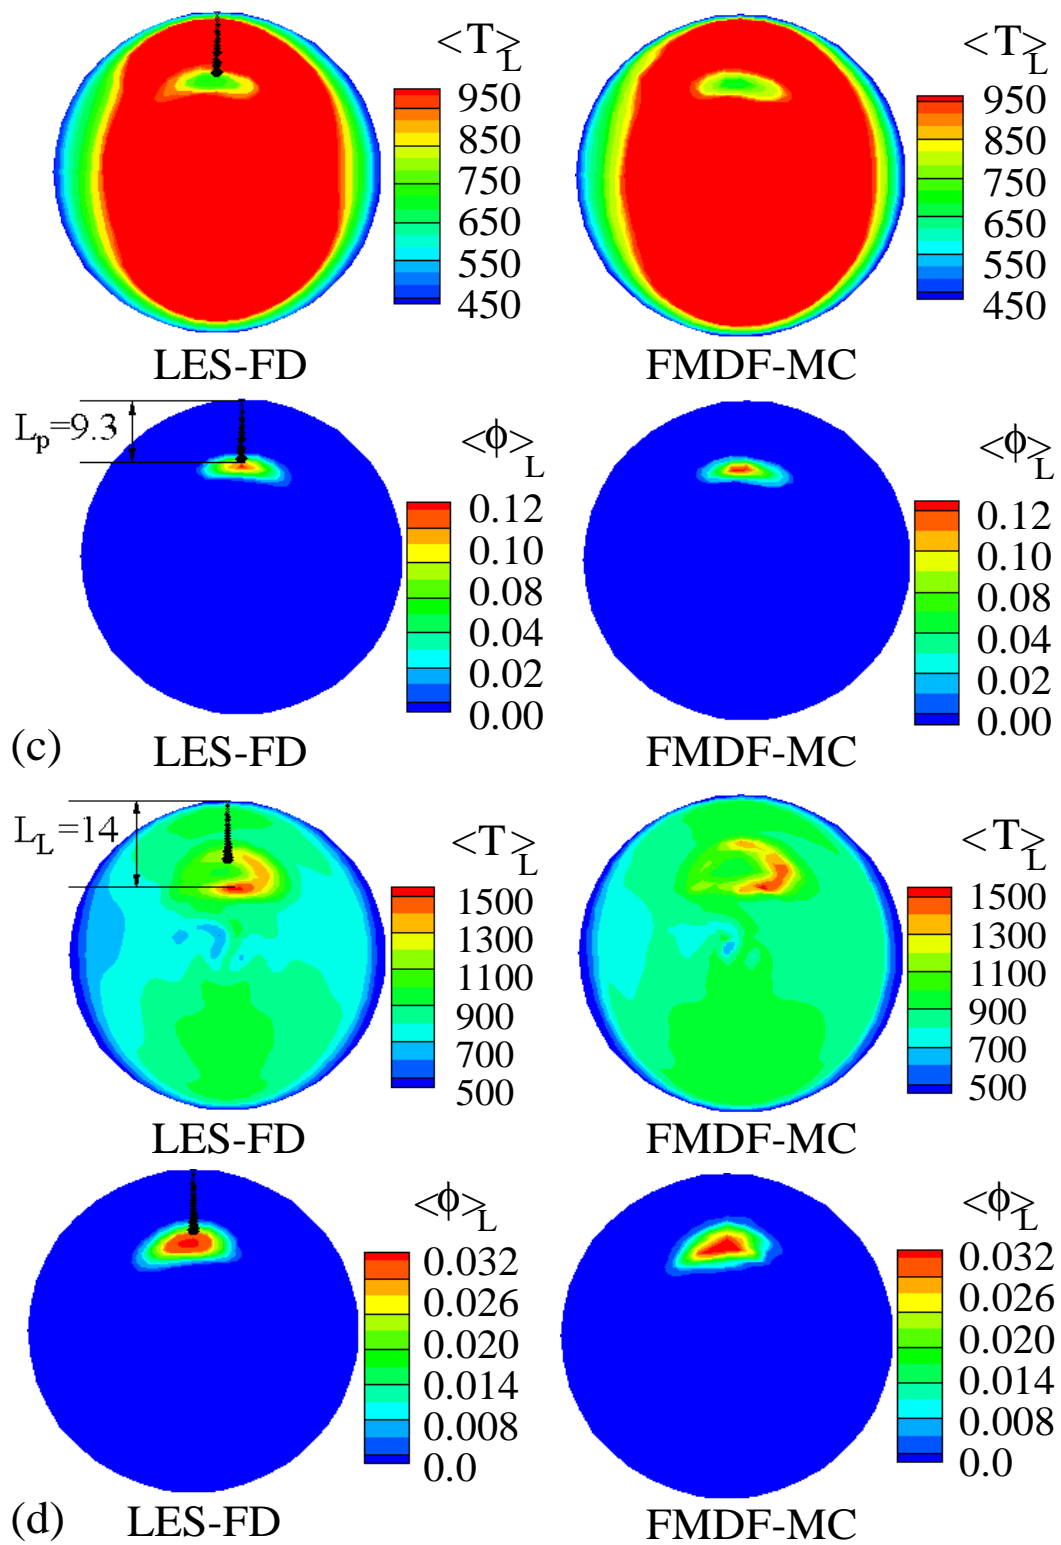 <T>L
950
850
750
650
550
450
LES-FD
<T>L
950
850
750
650
550
450
FMDF-MC
Lp=9.3
<ϕ>L
0.12
0.10
0.08
0.04
0.02
0.00
(c)
LES-FD
<ϕ>L
0.12
0.10
0.08
0.04
0.02
0.00
FMDF-MC
LL=14
<T>L
1500
1300
1100
900
700
500
LES-FD
<T>L
1500
1300
1100
900
700
500
FMDF-MC
<ϕ>L
0.032
0.026
0.020
0.014
0.008
0.0
(d)
LES-FD
<ϕ>L
0.032
0.026
0.020
0.014
0.008
0.0
FMDF-MC